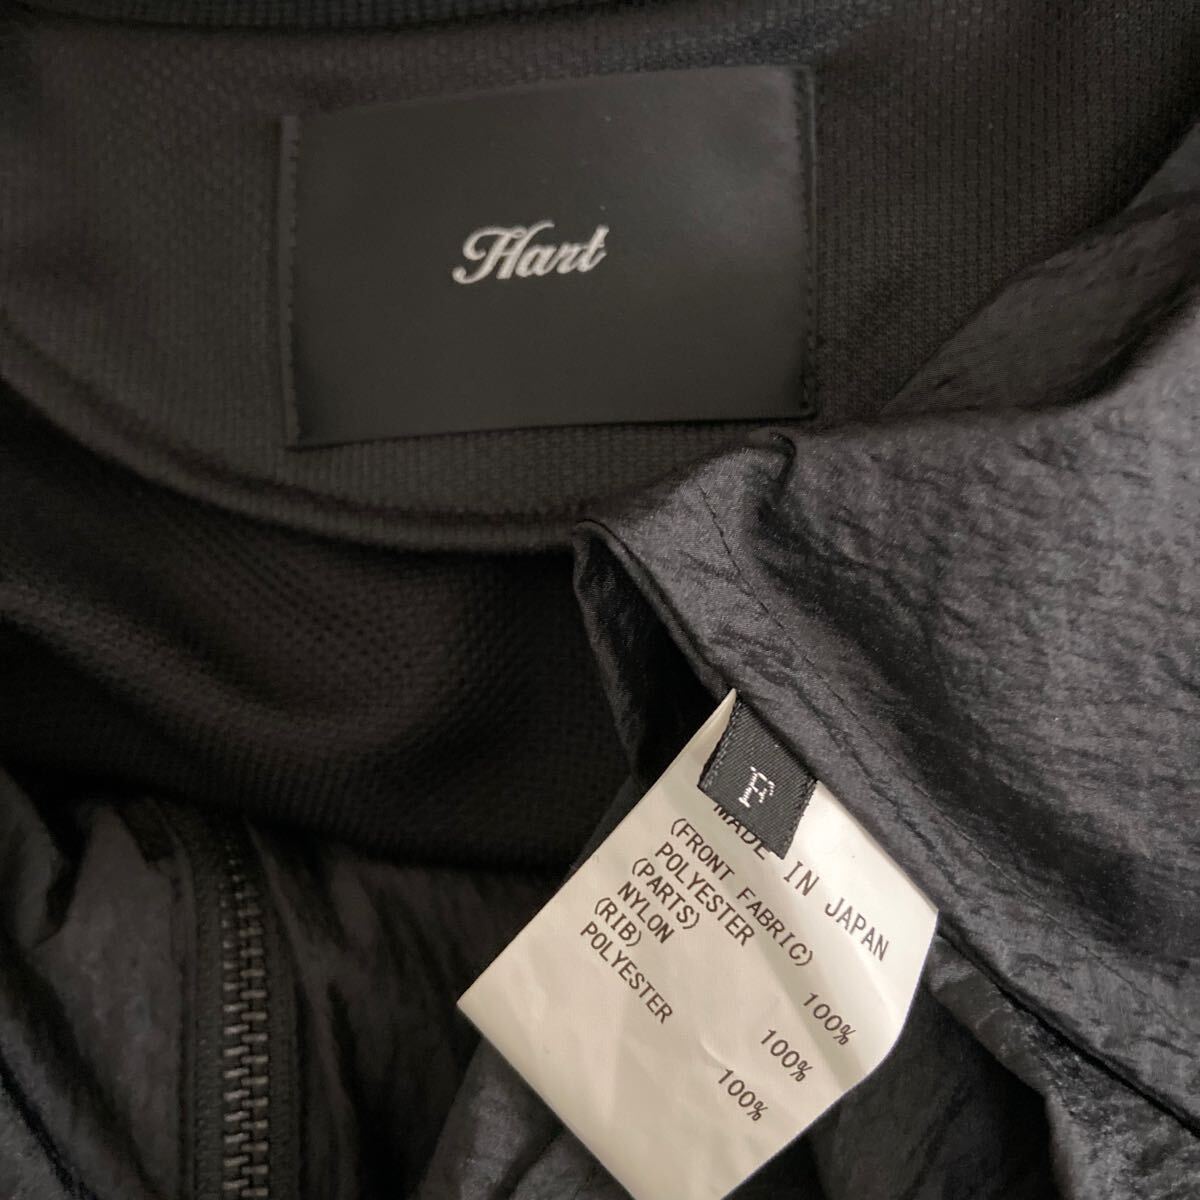 Hart
F
MADE IN JAPAN
(FRONT FABRIC)
POLYESTER 100%
(PARTS)
NYLON 100%
(RIB)
POLYESTER 100%